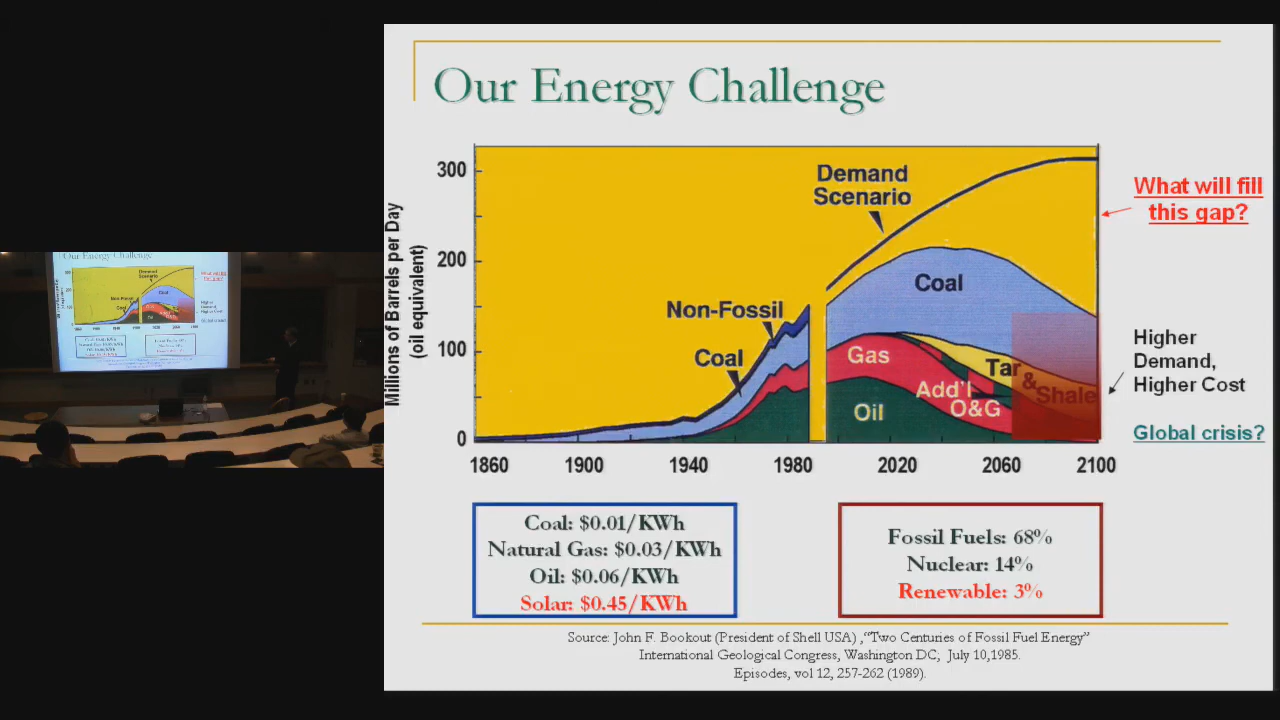 Our Energy Challenge
Millions of Barrels per Day
(oil equivalent)
300
200
100
0
Demand
Scenario
Non-Fossil
Coal
Coal
Gas
Oil
Add'l
O&G
Tar
&
Shale
1860
1900
1940
1980
2020
2060
2100
What will fill
this gap?
Higher
Demand,
Higher Cost
Global crisis?
Coal: $0.01/KWh
Natural Gas: $0.03/KWh
Oil: $0.06/KWh
Solar: $0.45/KWh
Fossil Fuels: 68%
Nuclear: 14%
Renewable: 3%
Source: John F. Bookout (President of Shell USA) ,“Two Centuries of Fossil Fuel Energy”
International Geological Congress, Washington DC; July 10,1985.
Episodes, vol 12, 257-262 (1989).
Our Energy Challenge